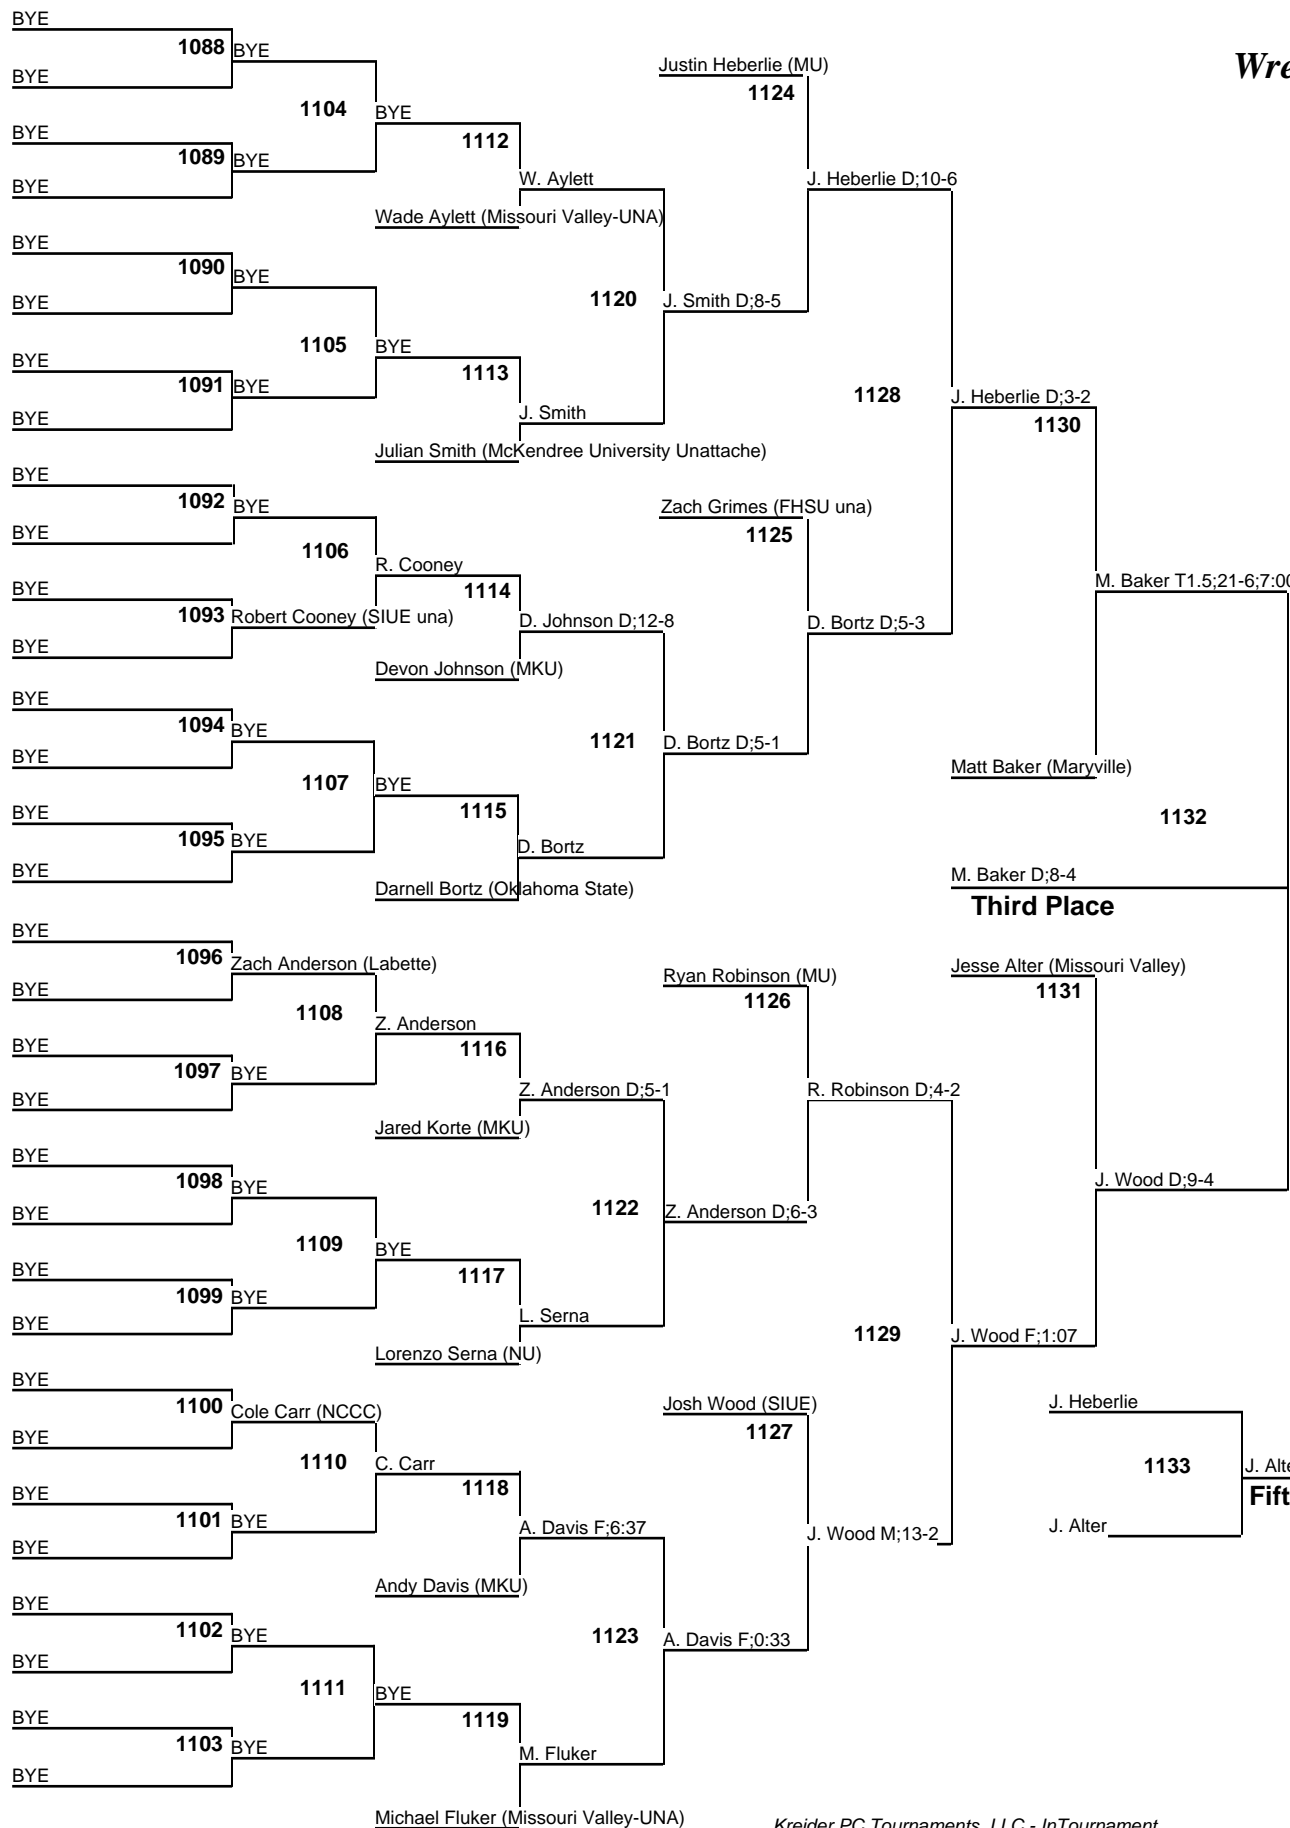 BYE
1088 BYE
BYE
Wre
Justin Heberlie (MU)
1124
1104 BYE
1112
BYE
1089 BYE
BYE
W. Aylett
J. Heberlie D;10-6
Wade Aylett (Missouri Valley-UNA)
BYE
1090 BYE
BYE
1120 J. Smith D;8-5
1105 BYE
1113
BYE
1091 BYE
BYE
J. Smith
1128 J. Heberlie D;3-2
1130
Julian Smith (McKendree University Unattache)
BYE
1092 BYE
BYE
Zach Grimes (FHSU una)
1125
1106 R. Cooney
1114
M. Baker T1.5;21-6;7:00
BYE
1093 Robert Cooney (SIUE una)
BYE
D. Johnson D;12-8
D. Bortz D;5-3
Devon Johnson (MKU)
BYE
1094 BYE
BYE
1121 D. Bortz D;5-1
Matt Baker (Maryville)
1107 BYE
1115
1132
BYE
1095 BYE
BYE
D. Bortz
M. Baker D;8-4
Third Place
Darnell Bortz (Oklahoma State)
BYE
1096 Zach Anderson (Labette)
BYE
Ryan Robinson (MU)
1126
Jesse Alter (Missouri Valley)
1131
1108 Z. Anderson
1116
BYE
1097 BYE
BYE
Z. Anderson D;5-1
R. Robinson D;4-2
Jared Korte (MKU)
BYE
1098 BYE
BYE
1122 Z. Anderson D;6-3
J. Wood D;9-4
1109 BYE
1117
BYE
1099 BYE
BYE
L. Serna
1129 J. Wood F;1:07
Lorenzo Serna (NU)
BYE
1100 Cole Carr (NCCC)
BYE
Josh Wood (SIUE)
1127
J. Heberlie
1133 J. Alte
Fift
J. Alter
1110 C. Carr
1118
BYE
1101 BYE
BYE
A. Davis F;6:37
J. Wood M;13-2
Andy Davis (MKU)
BYE
1102 BYE
BYE
1123 A. Davis F;0:33
1111 BYE
1119
BYE
1103 BYE
BYE
M. Fluker
Michael Fluker (Missouri Valley-UNA)
Kreider PC Tournaments, LLC - InTournament